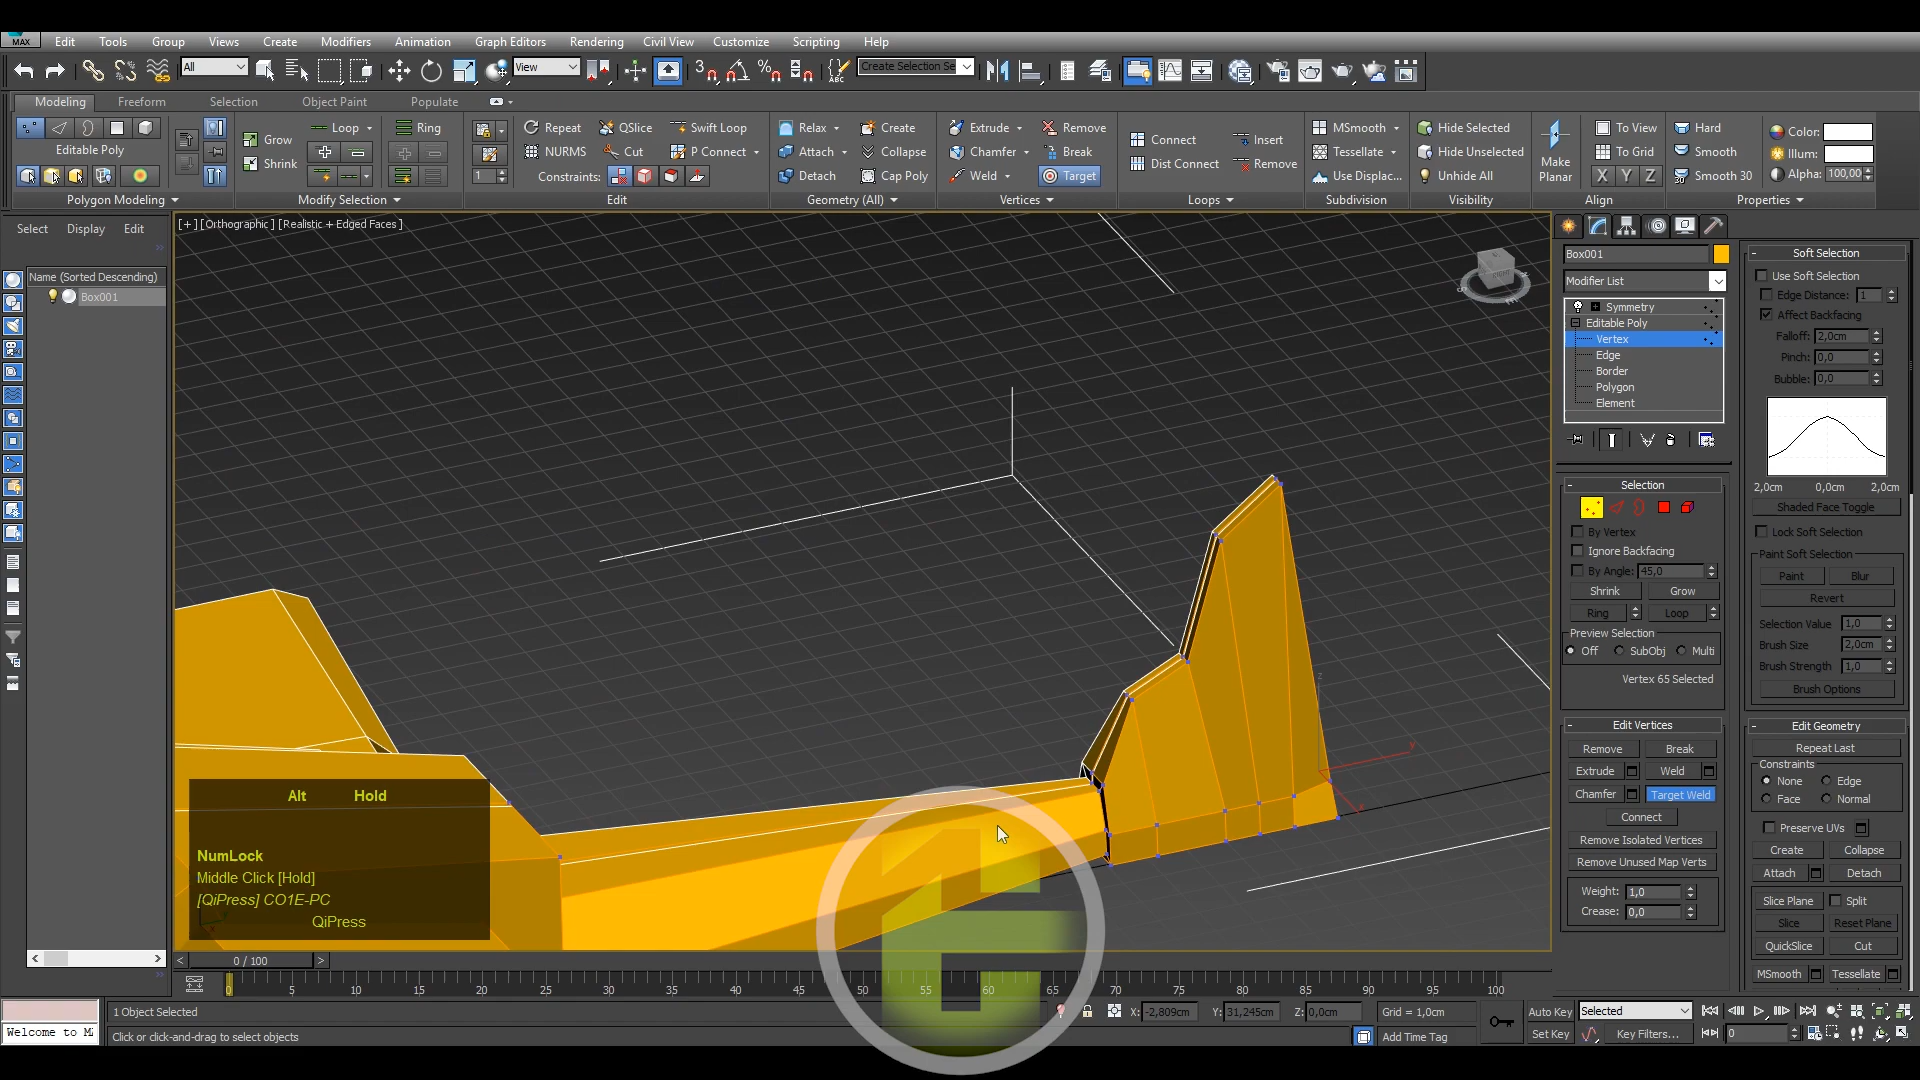 MAX Edit Tools Group Views Create Modifiers Animation Graph Editors Rendering Civil View Customize Scripting Help
All View 3 Create Selection Se
Modeling Freeform Selection Object Paint Populate
Loop Ring Repeat QSlice Swift Loop Relax Create Extrude Remove MSmooth Hide Selected To View Hard Color:
Grow Connect Insert
Editable Poly NURMS Cut P Connect Attach Collapse Chamfer Break Tessellate Hide Unselected To Grid Smooth Illum:
Shrink Dist Connect Remove Make Planar
1 Constraints: Detach Cap Poly Weld Target Use Displac... Unhide All X Y Z Smooth 30 Alpha: 100,00
Polygon Modeling Modify Selection Edit Geometry (All) Vertices Loops Subdivision Visibility Align Properties
Select Display Edit
[+] [Orthographic] [Realistic + Edged Faces]
Name (Sorted Descending)
Box001
Box001
Modifier List
Symmetry
Editable Poly
Vertex
Edge
Border
Polygon
Element
Selection
By Vertex
Ignore Backfacing
By Angle: 45,0
Shrink Grow
Ring Loop
Preview Selection
Off SubObj Multi
Vertex 65 Selected
Edit Vertices
Remove Break
Extrude Weld
Chamfer Target Weld
Connect
Remove Isolated Vertices
Remove Unused Map Verts
Weight: 1,0
Crease: 0,0
Soft Selection
Use Soft Selection
Edge Distance: 1
Affect Backfacing
Falloff: 2,0cm
Pinch: 0,0
Bubble: 0,0
2,0cm 0,0cm 2,0cm
Shaded Face Toggle
Lock Soft Selection
Paint Soft Selection
Paint Blur
Revert
Selection Value 1,0
Brush Size 2,0cm
Brush Strength 1,0
Brush Options
Edit Geometry
Repeat Last
Constraints
None Edge
Face Normal
Preserve UVs
Create Collapse
Attach Detach
Slice Plane Split
Slice Reset Plane
QuickSlice Cut
MSmooth Tessellate
Alt Hold
NumLock
Middle Click [Hold]
[QiPress] CO1E-PC
QiPress
0 / 100
0 5 10 15 20 25 30 35 40 45 50 55 60 65 70 75 80 85 90 95 100
1 Object Selected X: -2,809cm Y: 31,245cm Z: 0,0cm Grid = 1,0cm Auto Key Selected
Welcome to M
Click or click-and-drag to select objects Add Time Tag Set Key Key Filters... 0